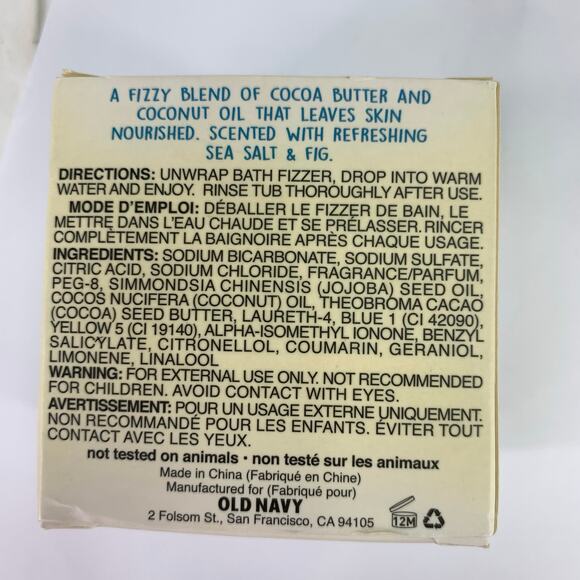 A FIZZY BLEND OF COCOA BUTTER AND
COCONUT OIL THAT LEAVES SKIN
NOURISHED. SCENTED WITH REFRESHING
SEA SALT & FIG.
DIRECTIONS: UNWRAP BATH FIZZER, DROP INTO WARM
WATER AND ENJOY. RINSE TUB THOROUGHLY AFTER USE.
MODE D'EMPLOI: DÉBALLER LE FIZZER DE BAIN, LE
METTRE DANS L'EAU CHAUDE ET SE PRÉLASSER. RINCER
COMPLÈTEMENT LA BAIGNOIRE APRÈS CHAQUE USAGE.
INGREDIENTS: SODIUM BICARBONATE, SODIUM SULFATE,
CITRIC ACID, SODIUM CHLORIDE, FRAGRANCE/PARFUM,
PEG-8, SIMMONDSIA CHINENSIS (JOJOBA) SEED OIL,
COCOS NUCIFERA (COCONUT) OIL, THEOBROMA CACAO
(COCOA) SEED BUTTER, LAURETH-4, BLUE 1 (CI 42090),
YELLOW 5 (CI 19140), ALPHA-ISOMETHYL IONONE, BENZYL
SALICYLATE, CITRONELLOL, COUMARIN, GERANIOL,
LIMONENE, LINALOOL
WARNING: FOR EXTERNAL USE ONLY. NOT RECOMMENDED
FOR CHILDREN. AVOID CONTACT WITH EYES.
AVERTISSEMENT: POUR UN USAGE EXTERNE UNIQUEMENT.
NON RECOMMANDÉ POUR LES ENFANTS. ÉVITER TOUT
CONTACT AVEC LES YEUX.
not tested on animals • non testé sur les animaux
Made in China (Fabriqué en Chine)
Manufactured for (Fabriqué pour)
OLD NAVY
2 Folsom St., San Francisco, CA 94105
12M